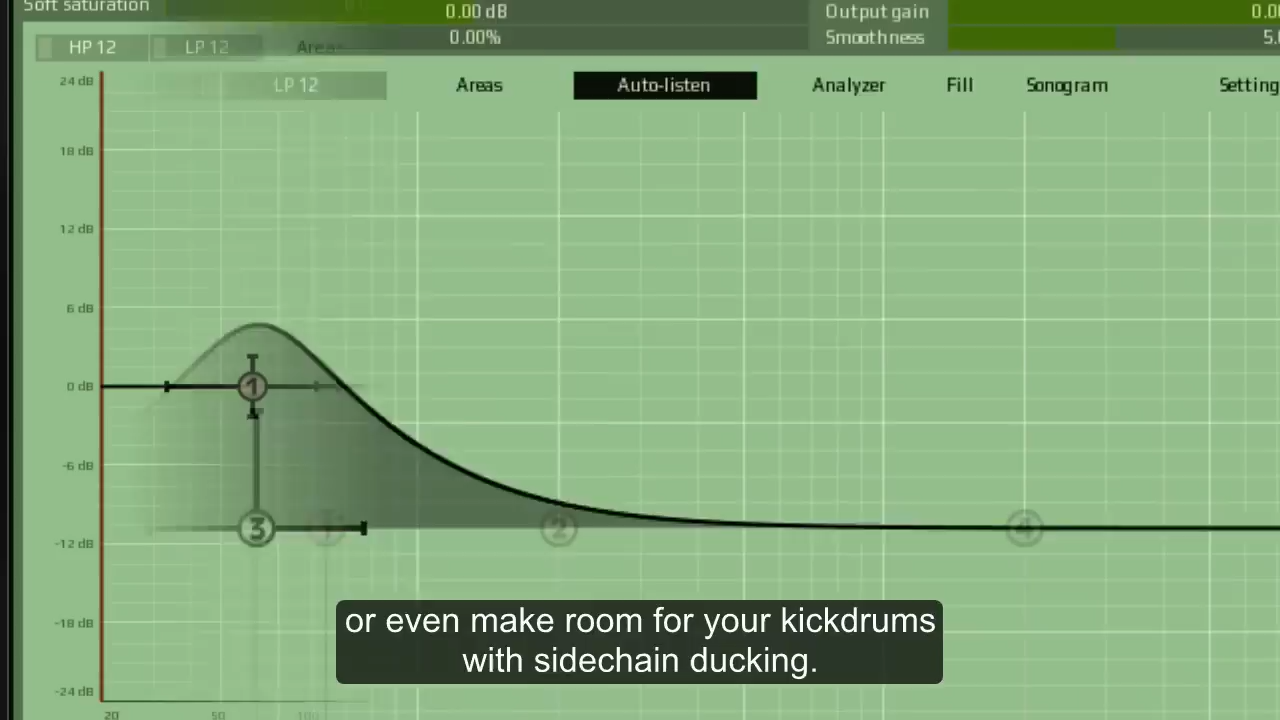 Soft saturation
0.00 dB
Output gain
0.00%
Smoothness
HP 12
LP 12
Areas
24 dB
LP 12
Areas
Auto-listen
Analyzer
Fill
Sonogram
Setting
18 dB
12 dB
6 dB
0 dB
1
-6 dB
3
2
4
-12 dB
or even make room for your kickdrums
-18 dB
with sidechain ducking.
-24 dB
20
50
100